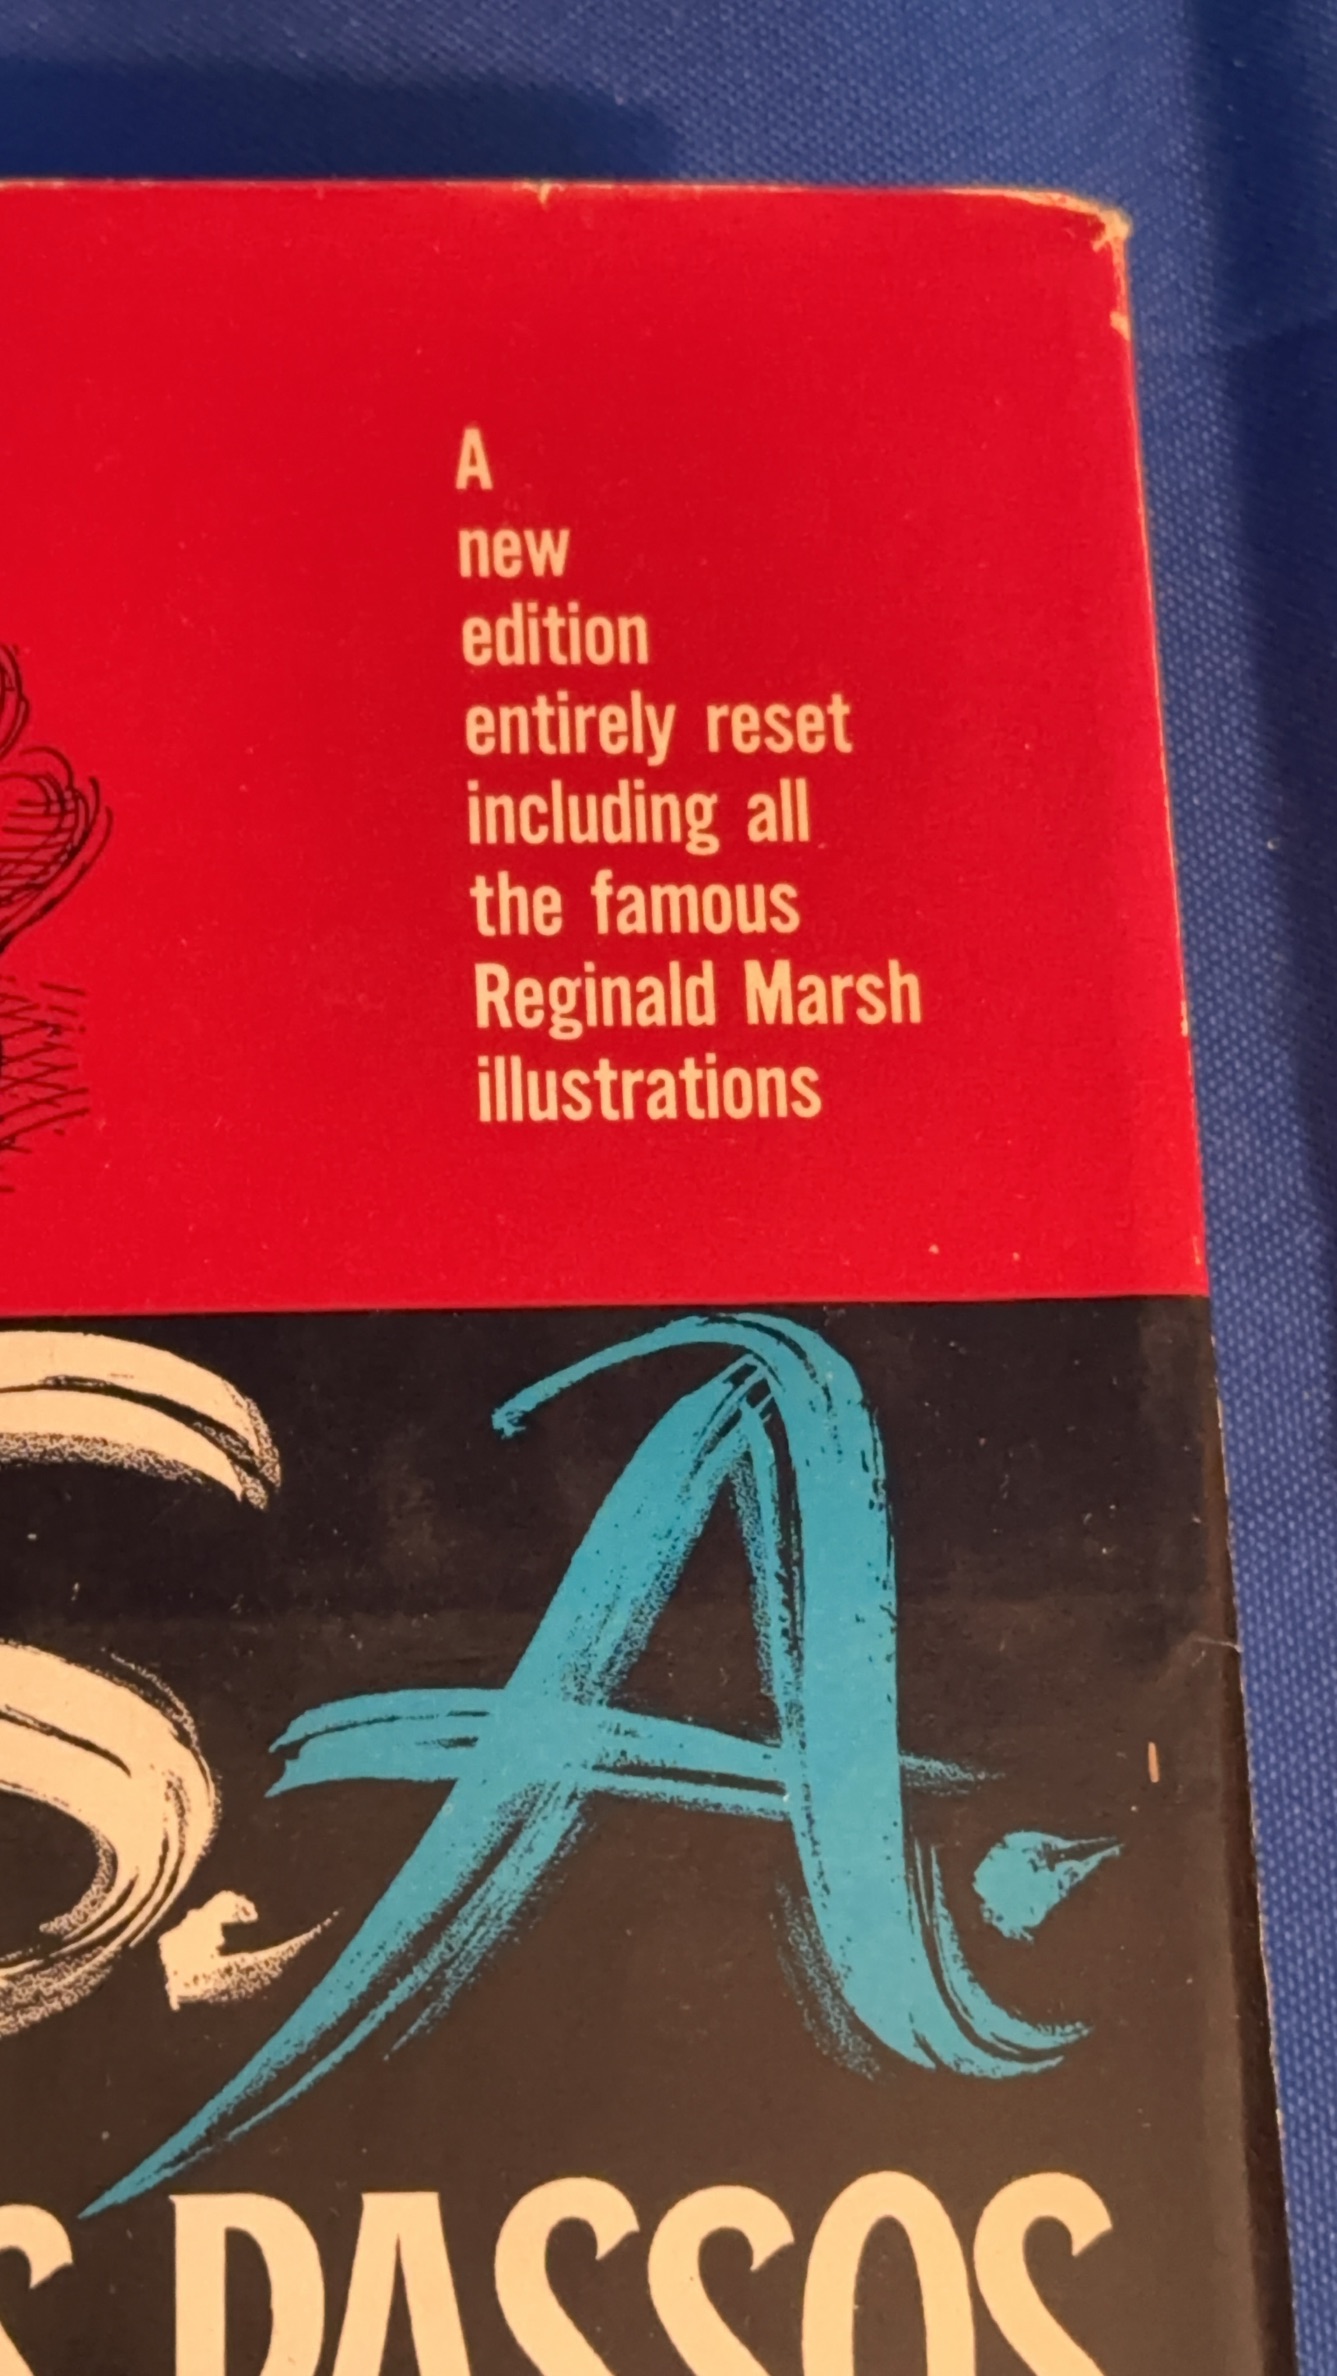 A
new
edition
entirely reset
including all
the famous
Reginald Marsh
illustrations
S.A.
S PASSOS